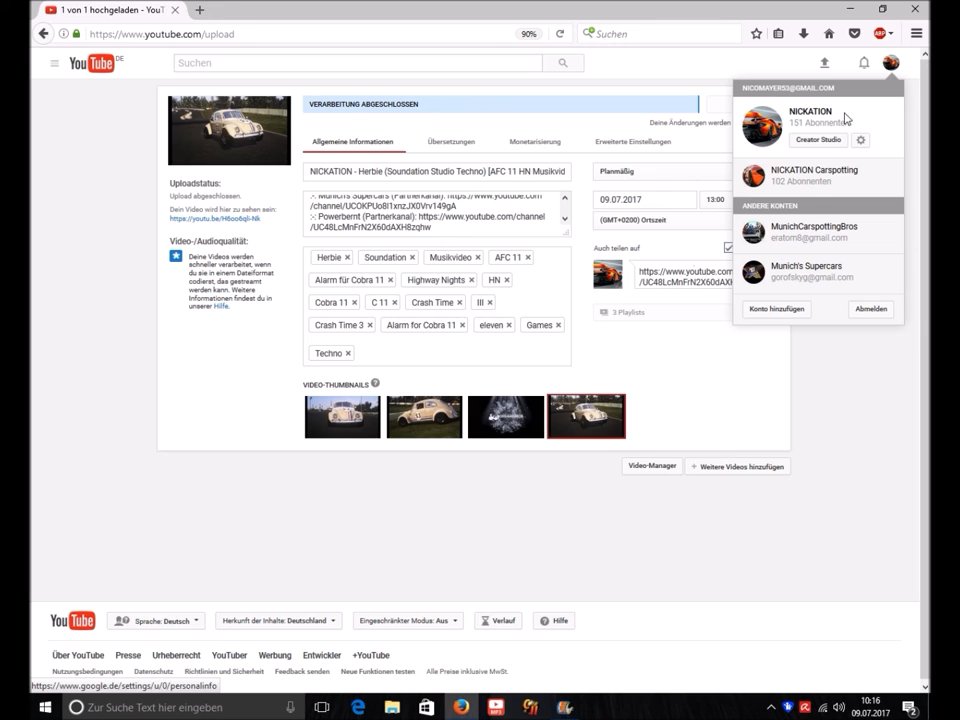 1 von 1 hochgeladen - YouT
https://www.youtube.com/upload
90%
Suchen
ABP
YouTube DE
Suchen
NICOMAYER53@GMAIL.COM
NICKATION
151 Abonnenten
Creator Studio
NICKATION Carspotting
102 Abonnenten
ANDERE KONTEN
MunichCarspottingBros
eratom8@gmail.com
Munich's Supercars
gorofskyg@gmail.com
Konto hinzufügen
Abmelden
VERARBEITUNG ABGESCHLOSSEN
Deine Änderungen werden
Allgemeine Informationen
Übersetzungen
Monetarisierung
Erweiterte Einstellungen
Uploadstatus:
Upload abgeschlossen.
Dein Video wird hier zu sehen sein:
https://youtu.be/H6oo6qli-Nk
Video-/Audioqualität:
Deine Videos werden
schneller verarbeitet, wenn
du sie in einem Dateiformat
codierst, das gestreamt
werden kann. Weitere
Informationen findest du in
unserer Hilfe.
NICKATION - Herbie (Soundation Studio Techno) [AFC 11 HN Musikvid
:-: Munich's Supercars (Partnerkanal): https://www.youtube.com
/channel/UCOKPUo8I1xnzJX0Vrv149gA
:-: Powerbernt (Partnerkanal): https://www.youtube.com/channel
/UC48LcMnFrN2X60dAXH8zqhw
Planmäßig
09.07.2017
13:00
(GMT+0200) Ortszeit
Auch teilen auf
https://www.youtube.com
/UC48LcMnFrN2X60dAX
3 Playlists
Herbie ×
Soundation ×
Musikvideo ×
AFC 11 ×
Alarm für Cobra 11 ×
Highway Nights ×
HN ×
Cobra 11 ×
C 11 ×
Crash Time ×
III ×
Crash Time 3 ×
Alarm for Cobra 11 ×
eleven ×
Games ×
Techno ×
VIDEO-THUMBNAILS ?
Video-Manager
+ Weitere Videos hinzufügen
YouTube
Sprache: Deutsch
Herkunft der Inhalte: Deutschland
Eingeschränkter Modus: Aus
Verlauf
Hilfe
Über YouTube
Presse
Urheberrecht
YouTuber
Werbung
Entwickler
+YouTube
Nutzungsbedingungen
Datenschutz
Richtlinien und Sicherheit
Feedback senden
Neue Funktionen testen
Alle Preise inklusive MwSt.
https://www.google.de/settings/u/0/personalinfo
Zur Suche Text hier eingeben
MP3
10:16
09.07.2017
2